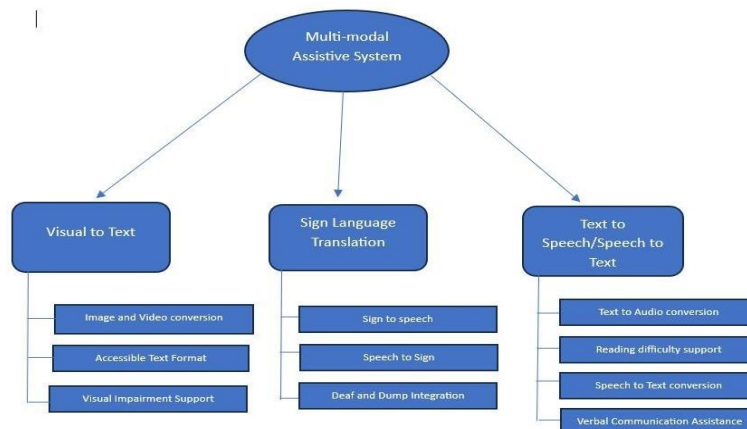 Multi-modal
Assistive System
Visual to Text
Image and Video conversion
Accessible Text Format
Visual Impairment Support
Sign Language
Translation
Sign to speech
Speech to Sign
Deaf and Dump Integration
Text to
Speech/Speech to
Text
Text to Audio conversion
Reading difficulty support
Speech to Text conversion
Verbal Communication Assistance